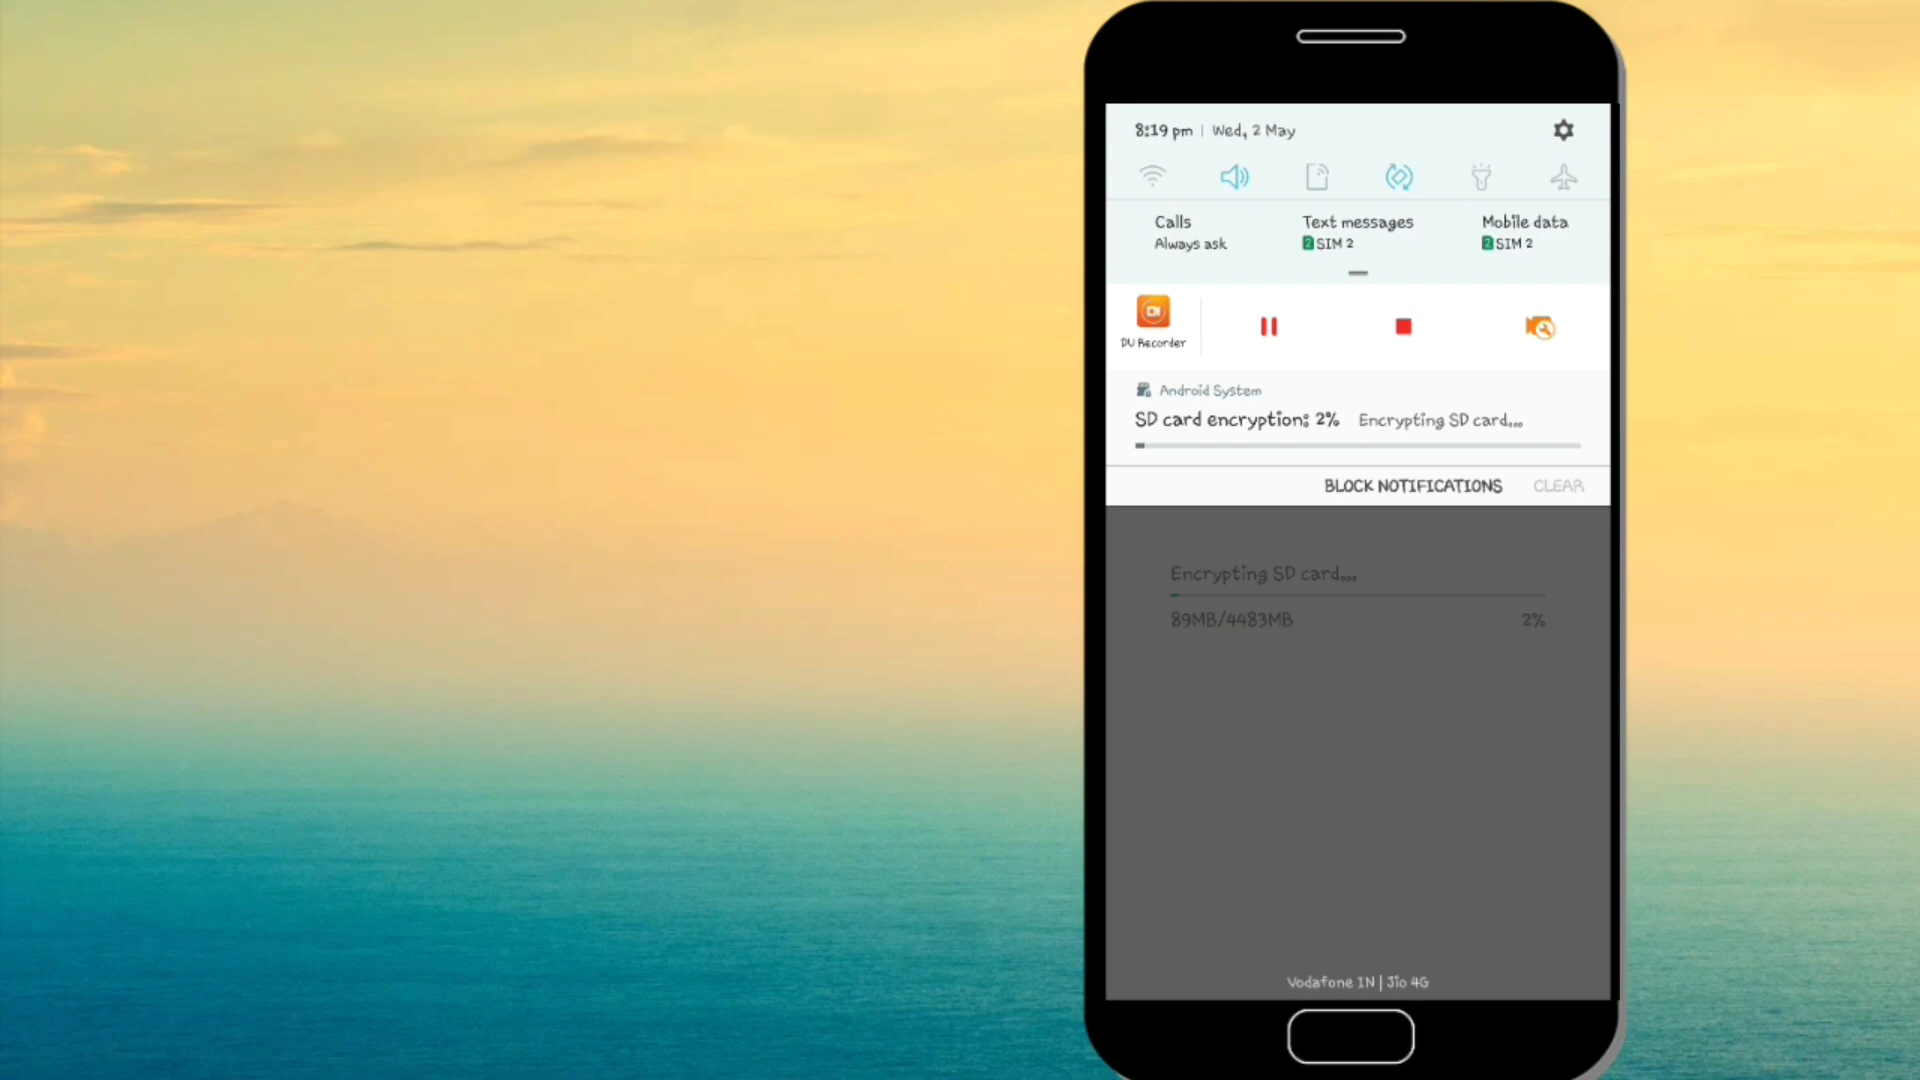 8:19 pm | Wed, 2 May
Calls
Always ask
Text messages
2 SIM 2
Mobile data
2 SIM 2
DU Recorder
Android System
SD card encryption: 2% Encrypting SD card...
BLOCK NOTIFICATIONS CLEAR
Encrypting SD card...
89MB/4483MB 2%
Vodafone IN | Jio 4G